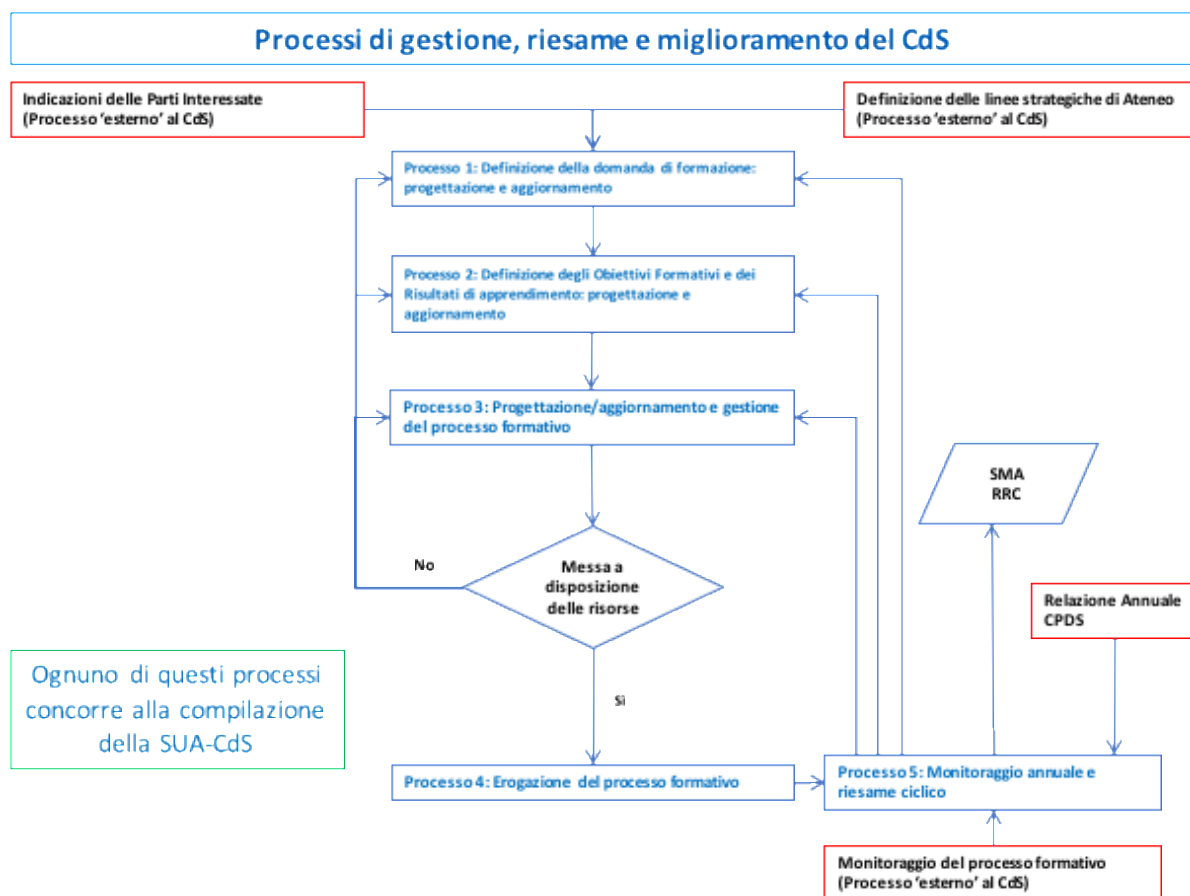 Processi di gestione, riesame e miglioramento del CdS
Indicazioni delle Parti Interessate
(Processo 'esterno' al CdS)
Definizione delle linee strategiche di Ateneo
(Processo 'esterno' al CdS)
Processo 1: Definizione della domanda di formazione:
progettazione e aggiornamento
Processo 2: Definizione degli Obiettivi Formativi e dei
Risultati di apprendimento: progettazione e
aggiornamento
Processo 3: Progettazione/aggiornamento e gestione
del processo formativo
SMA
RRC
No
Messa a
disposizione
delle risorse
Relazione Annuale
CPDS
Ognuno di questi processi
concorre alla compilazione
della SUA-CdS
Si
Processo 4: Erogazione del processo formativo
Processo 5: Monitoraggio annuale e
riesame ciclico
Monitoraggio del processo formativo
(Processo 'esterno' al CdS)